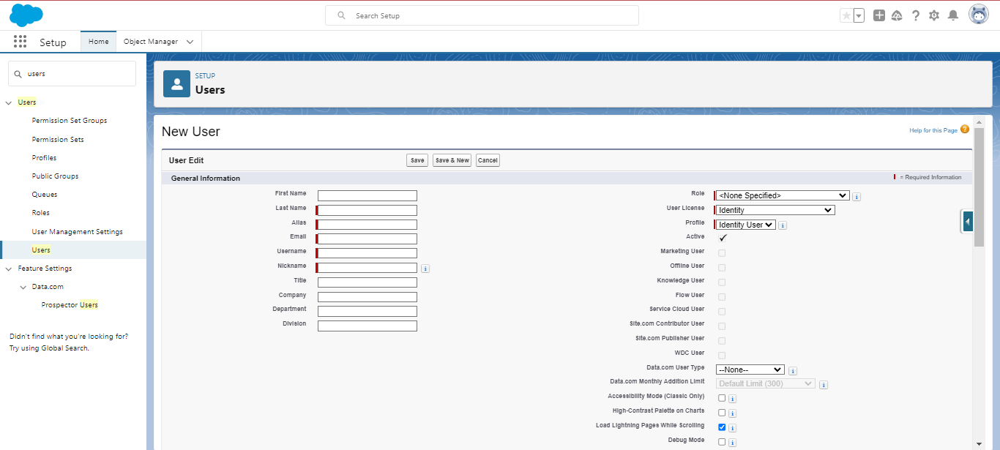 Search Setup
Setup
Home
Object Manager
users
Users
Permission Set Groups
Permission Sets
Profiles
Public Groups
Queues
Roles
User Management Settings
Users
Feature Settings
Data.com
Prospector Users
Didn't find what you're looking for?
Try using Global Search.
SETUP
Users
New User
Help for this Page ?
User Edit
Save
Save & New
Cancel
General Information
= Required Information
First Name
Last Name
Alias
Email
Username
Nickname i
Title
Company
Department
Division
Role <None Specified> i
User License Identity
Profile Identity User i
Active
Marketing User
Offline User
Knowledge User
Flow User
Service Cloud User
Site.com Contributor User
Site.com Publisher User
WDC User
Data.com User Type --None-- i
Data.com Monthly Addition Limit Default Limit (300) i
Accessibility Mode (Classic Only) i
High-Contrast Palette on Charts i
Load Lightning Pages While Scrolling i
Debug Mode i